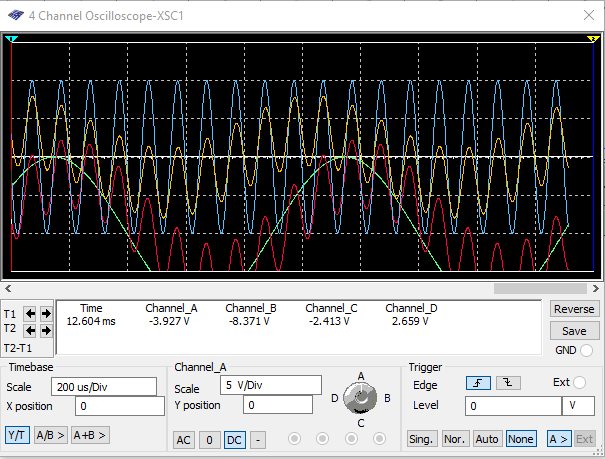 4 Channel Oscilloscope-XSC1
1 2
Time Channel_A Channel_B Channel_C Channel_D
12.604 ms -3.927 V -8.371 V -2.413 V 2.659 V
T1
T2
T2-T1
Reverse
Save
GND
Timebase
Scale 200 us/Div
X position 0
Y/T A/B > A+B >
Channel_A
Scale 5 V/Div
Y position 0
AC 0 DC -
A
D B
C
Trigger
Edge Ext
Level 0 V
Sing. Nor. Auto None A > Ext